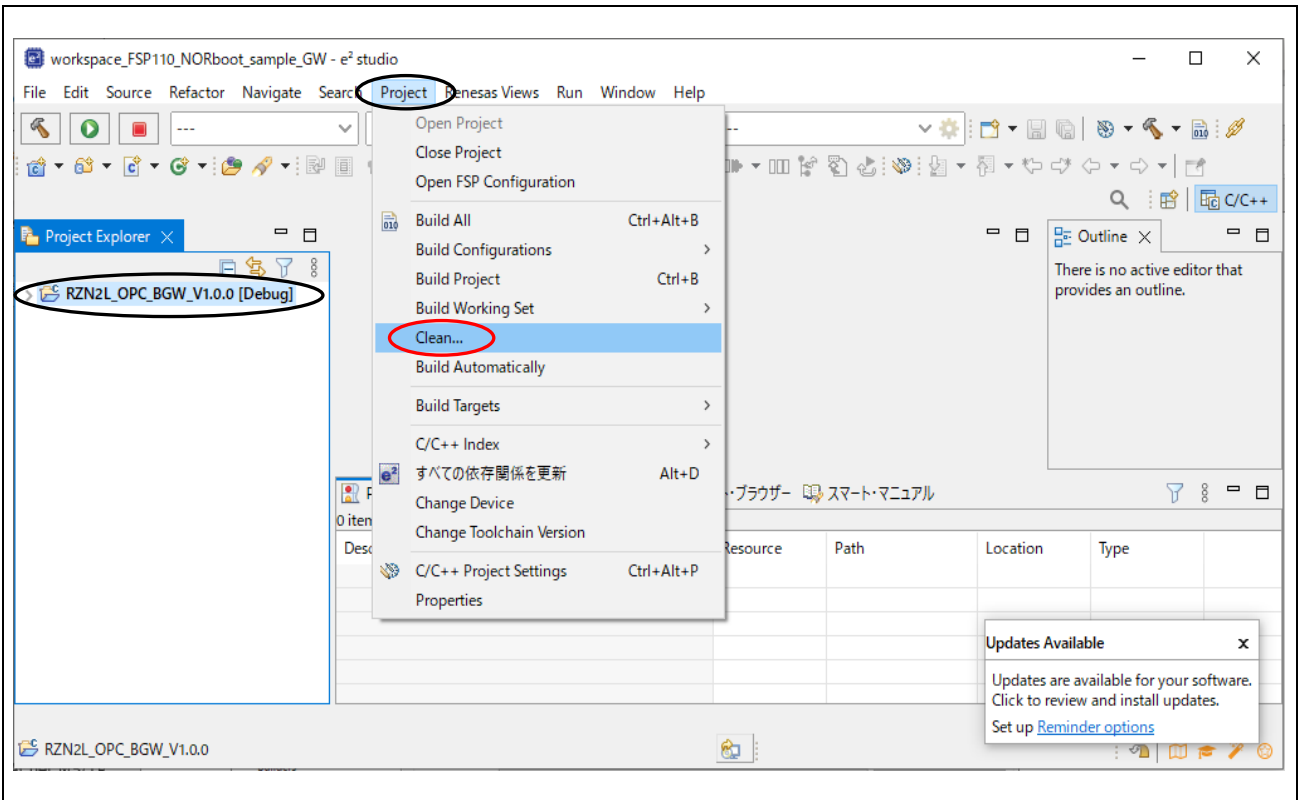 workspace_FSP110_NORboot_sample_GW - e² studio
File Edit Source Refactor Navigate Search Project Renesas Views Run Window Help
---
--
C/C++
Project Explorer
RZN2L_OPC_BGW_V1.0.0 [Debug]
Open Project
Close Project
Open FSP Configuration
Build All Ctrl+Alt+B
Build Configurations
Build Project Ctrl+B
Build Working Set
Clean...
Build Automatically
Build Targets
C/C++ Index
すべての依存関係を更新 Alt+D
Change Device
Change Toolchain Version
C/C++ Project Settings Ctrl+Alt+P
Properties
Outline
There is no active editor that
provides an outline.
・ブラウザー スマート・マニュアル
0 item
Resource Path Location Type
Updates Available x
Updates are available for your software.
Click to review and install updates.
Set up Reminder options
RZN2L_OPC_BGW_V1.0.0